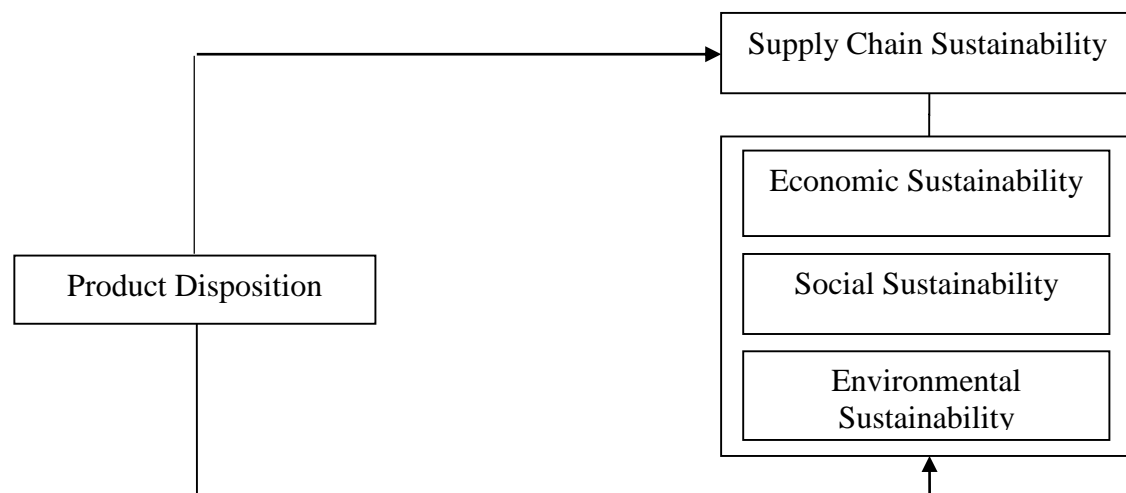 Supply Chain Sustainability
Economic Sustainability
Social Sustainability
Product Disposition
Environmental
Sustainability